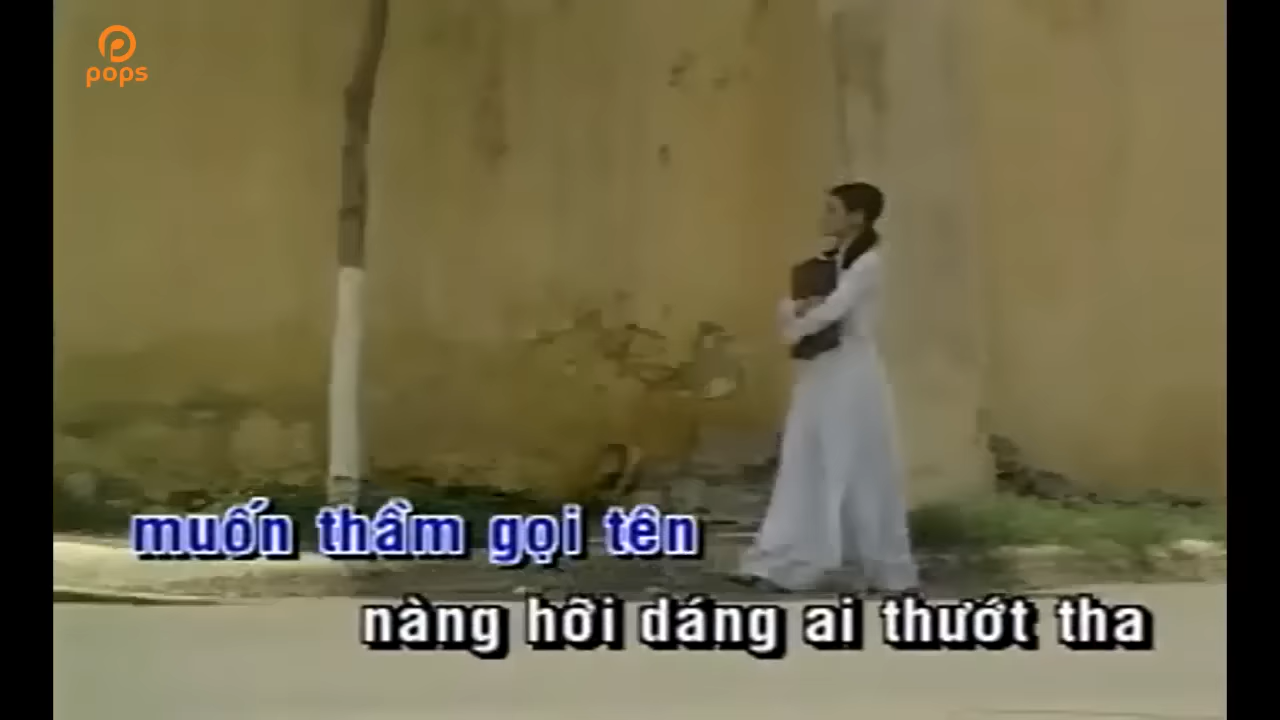 pops
muốn thầm gọi tên
nàng hỡi dáng ai thướt tha